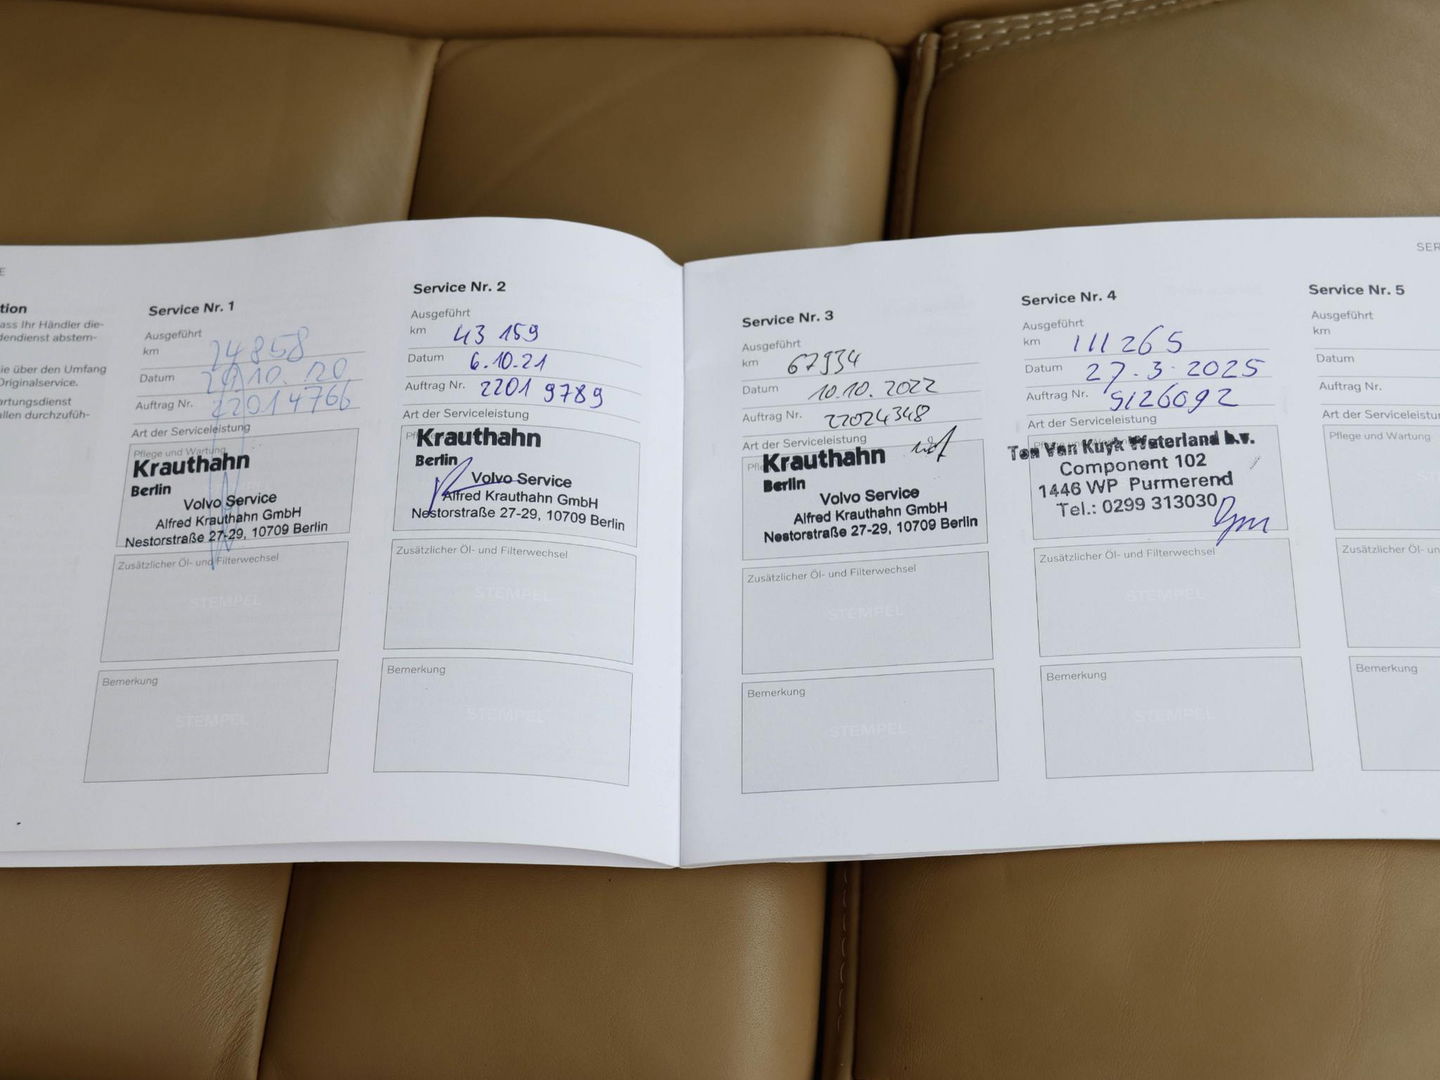 E
tion
ass Ihr Händler die-
dendienst abstem-
ie über den Umfang
Originalservice.
artungsdienst
allen durchzufüh-
Service Nr. 1
Ausgeführt
km 24858
Datum 29.10.20
Auftrag Nr. 22014766
Art der Serviceleistung
Pflege und Wartung
Krauthahn
Berlin
Volvo Service
Alfred Krauthahn GmbH
Nestorstraße 27-29, 10709 Berlin
Zusätzlicher Öl- und Filterwechsel
STEMPEL
Bemerkung
STEMPEL
Service Nr. 2
Ausgeführt
km 43 159
Datum 6.10.21
Auftrag Nr. 2201 9789
Art der Serviceleistung
Krauthahn
Berlin
Volvo Service
Alfred Krauthahn GmbH
Nestorstraße 27-29, 10709 Berlin
Zusätzlicher Öl- und Filterwechsel
STEMPEL
Bemerkung
STEMPEL
Service Nr. 3
Ausgeführt
km 67934
Datum 10.10.2022
Auftrag Nr. 22024348
Art der Serviceleistung
Krauthahn
Berlin
Volvo Service
Alfred Krauthahn GmbH
Nestorstraße 27-29, 10709 Berlin
Zusätzlicher Öl- und Filterwechsel
STEMPEL
Bemerkung
STEMPEL
SER
Service Nr. 4
Ausgeführt
km 111265
Datum 27-3-2025
Auftrag Nr. S126092
Art der Serviceleistung
Ton Van Kuyk Waterland b.v.
Component 102
1446 WP Purmerend
Tel.: 0299 313030
Zusätzlicher Öl- und Filterwechsel
STEMPEL
Bemerkung
STEMPEL
Service Nr. 5
Ausgeführt
km
Datum
Auftrag Nr.
Art der Serviceleistu
Pflege und Wartung
Zusätzlicher Öl- und
Bemerkung